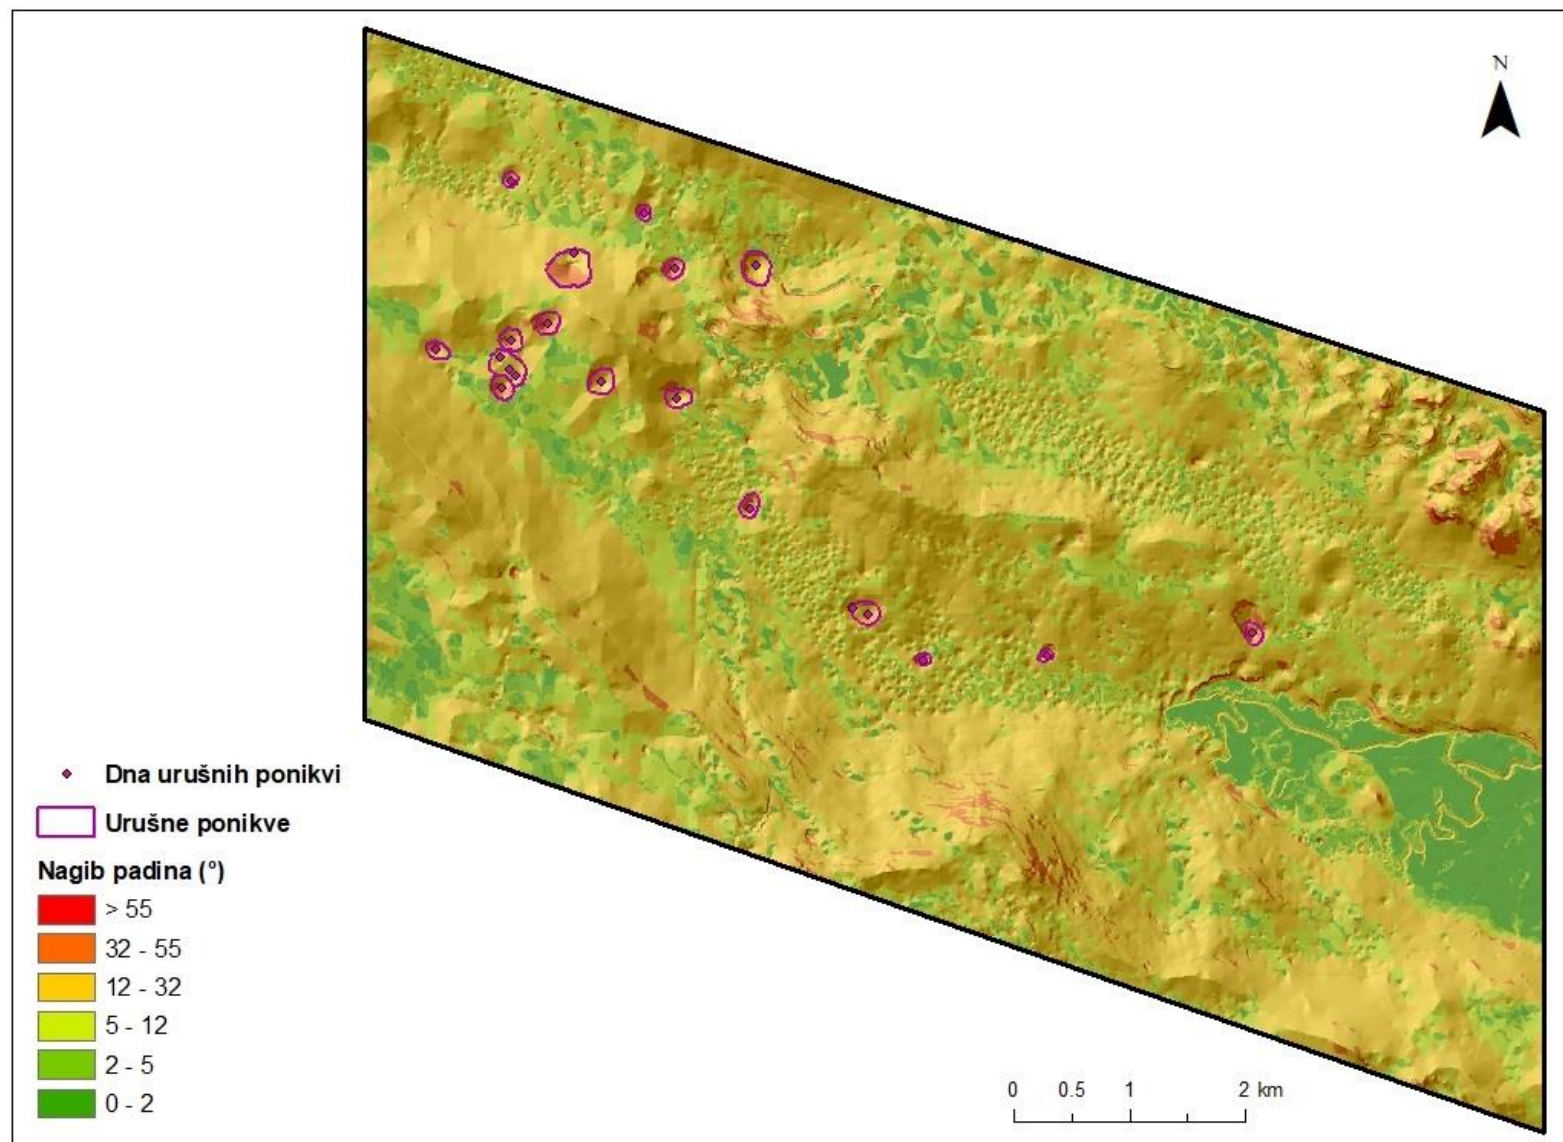 N
Dna urušnih ponikvi
Urušne ponikve
Nagib padina (°)
> 55
32 - 55
12 - 32
5 - 12
2 - 5
0 - 2
0 0.5 1 2 km